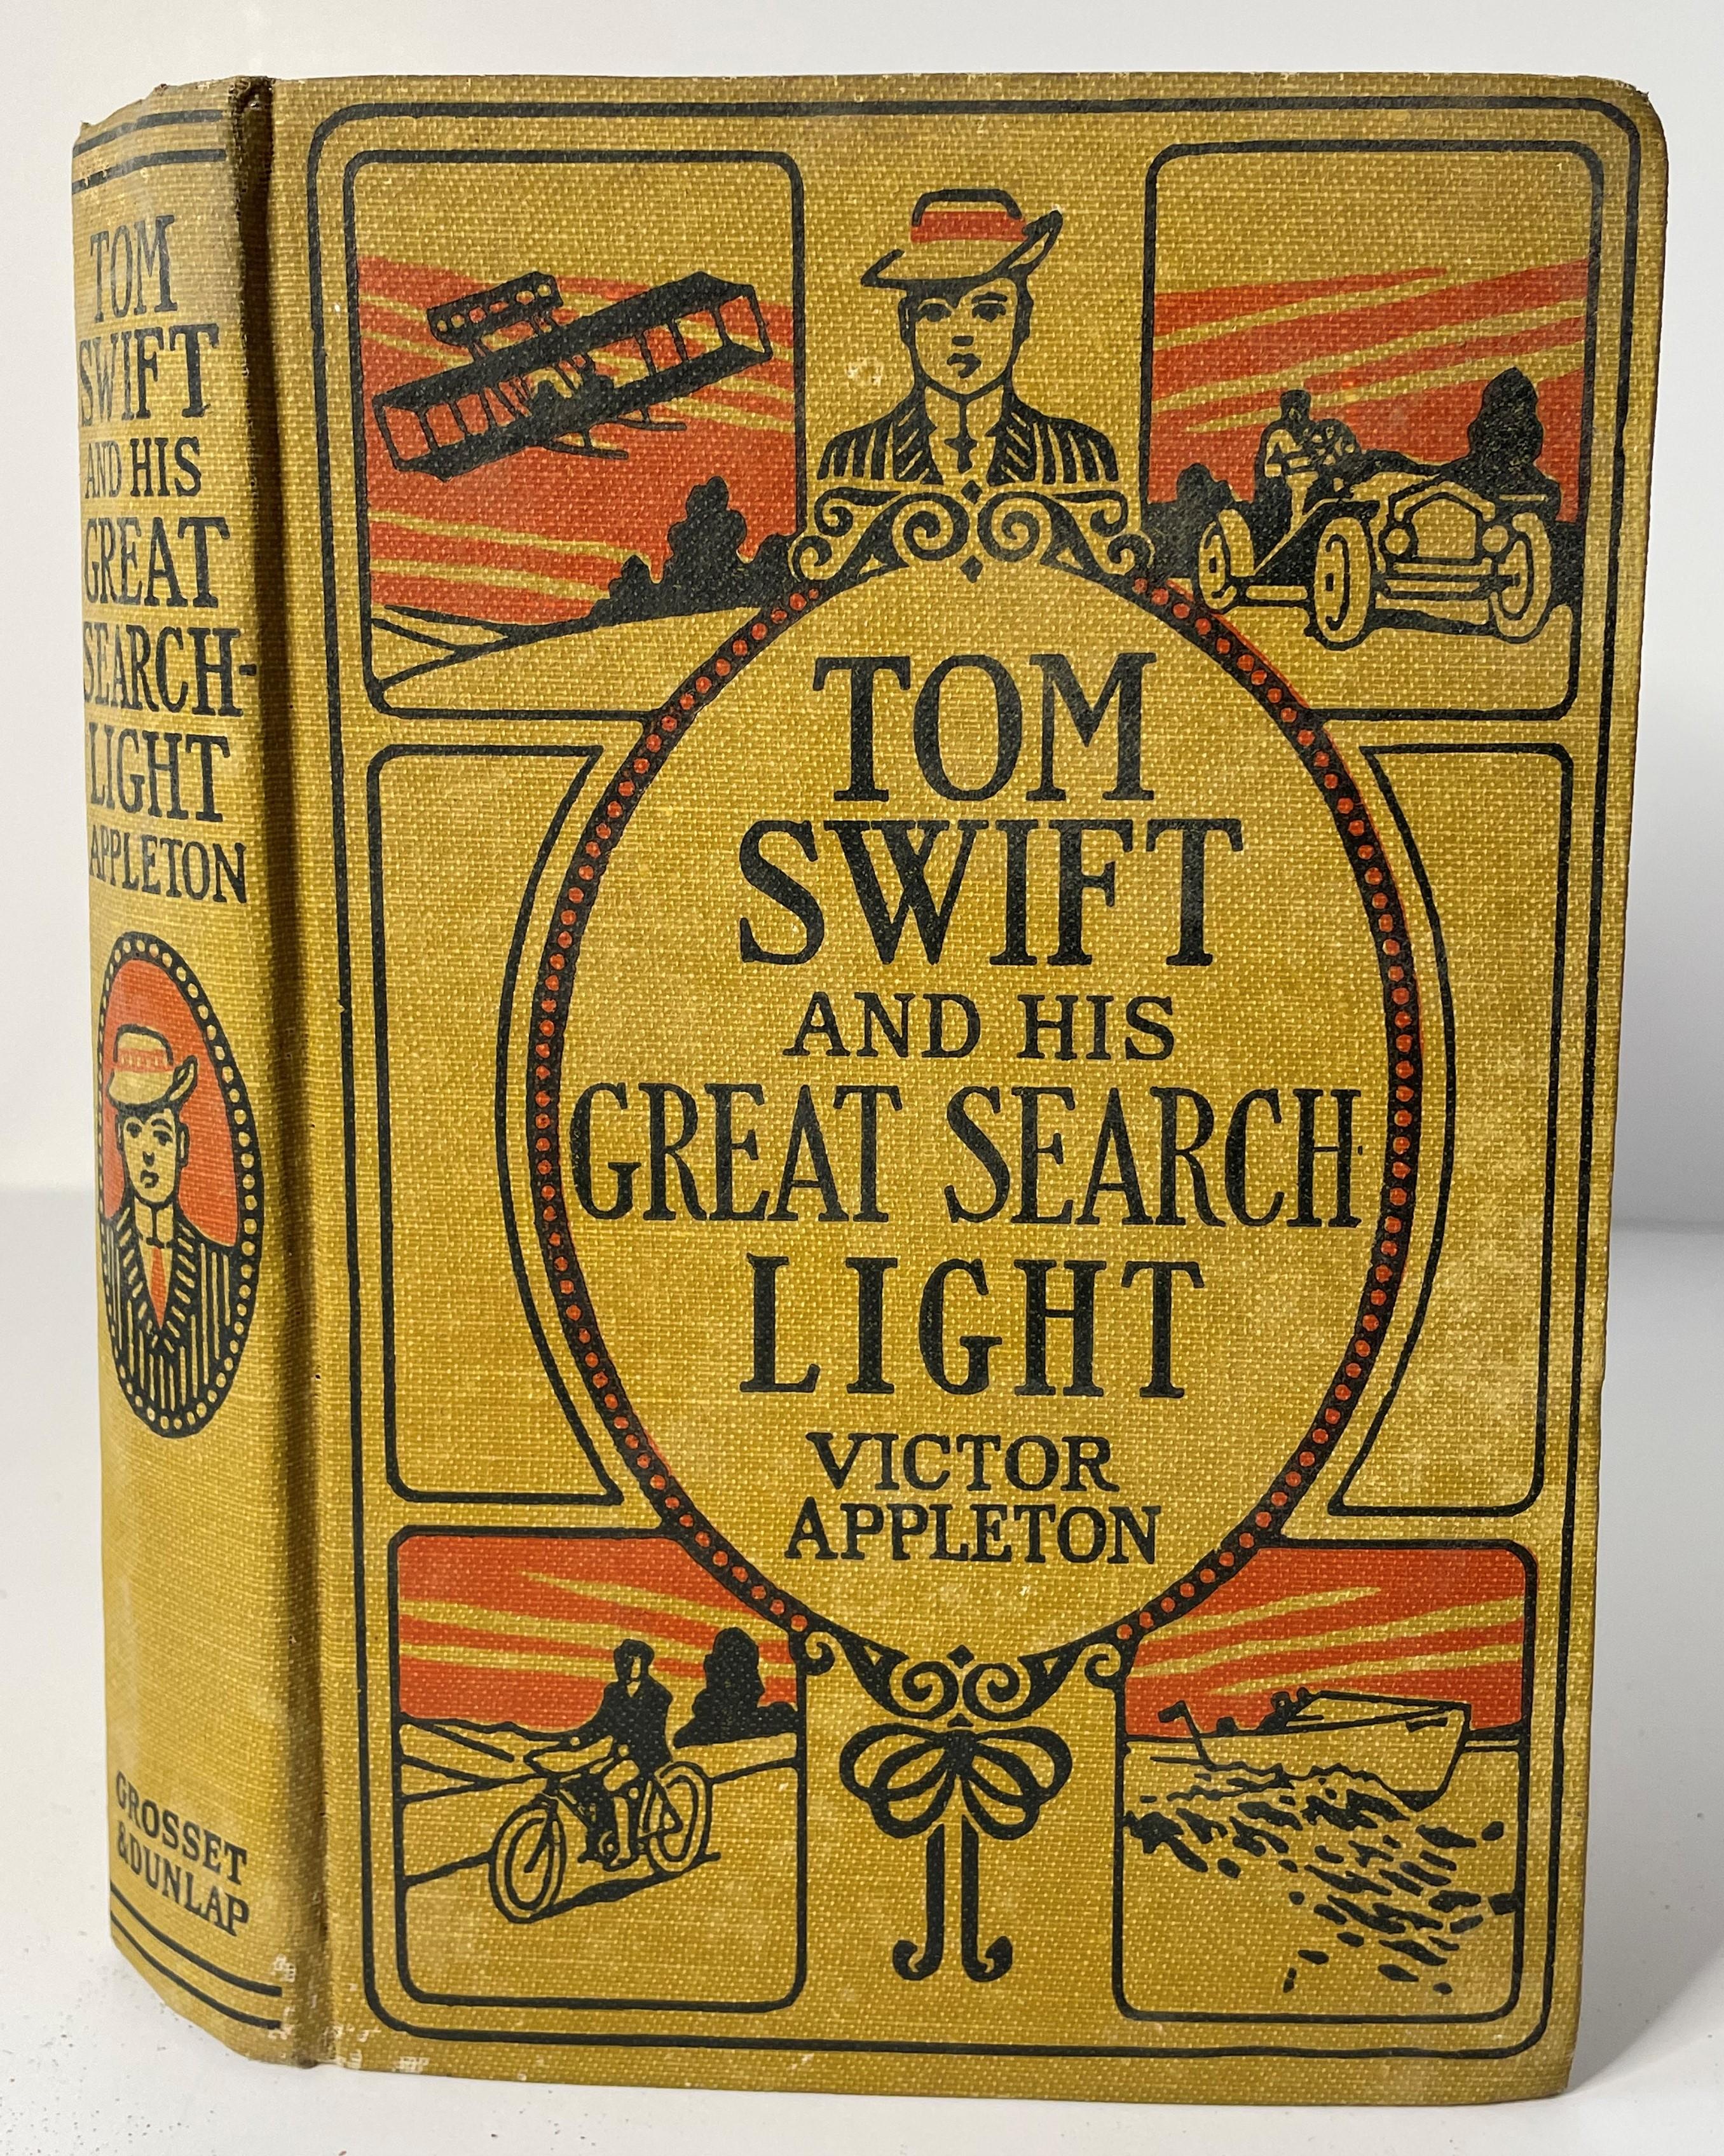 TOM
SWIFT
AND HIS
GREAT
SEARCH-
LIGHT
APPLETON
GROSSET
& DUNLAP
TOM
SWIFT
AND HIS
GREAT SEARCH-
LIGHT
VICTOR
APPLETON